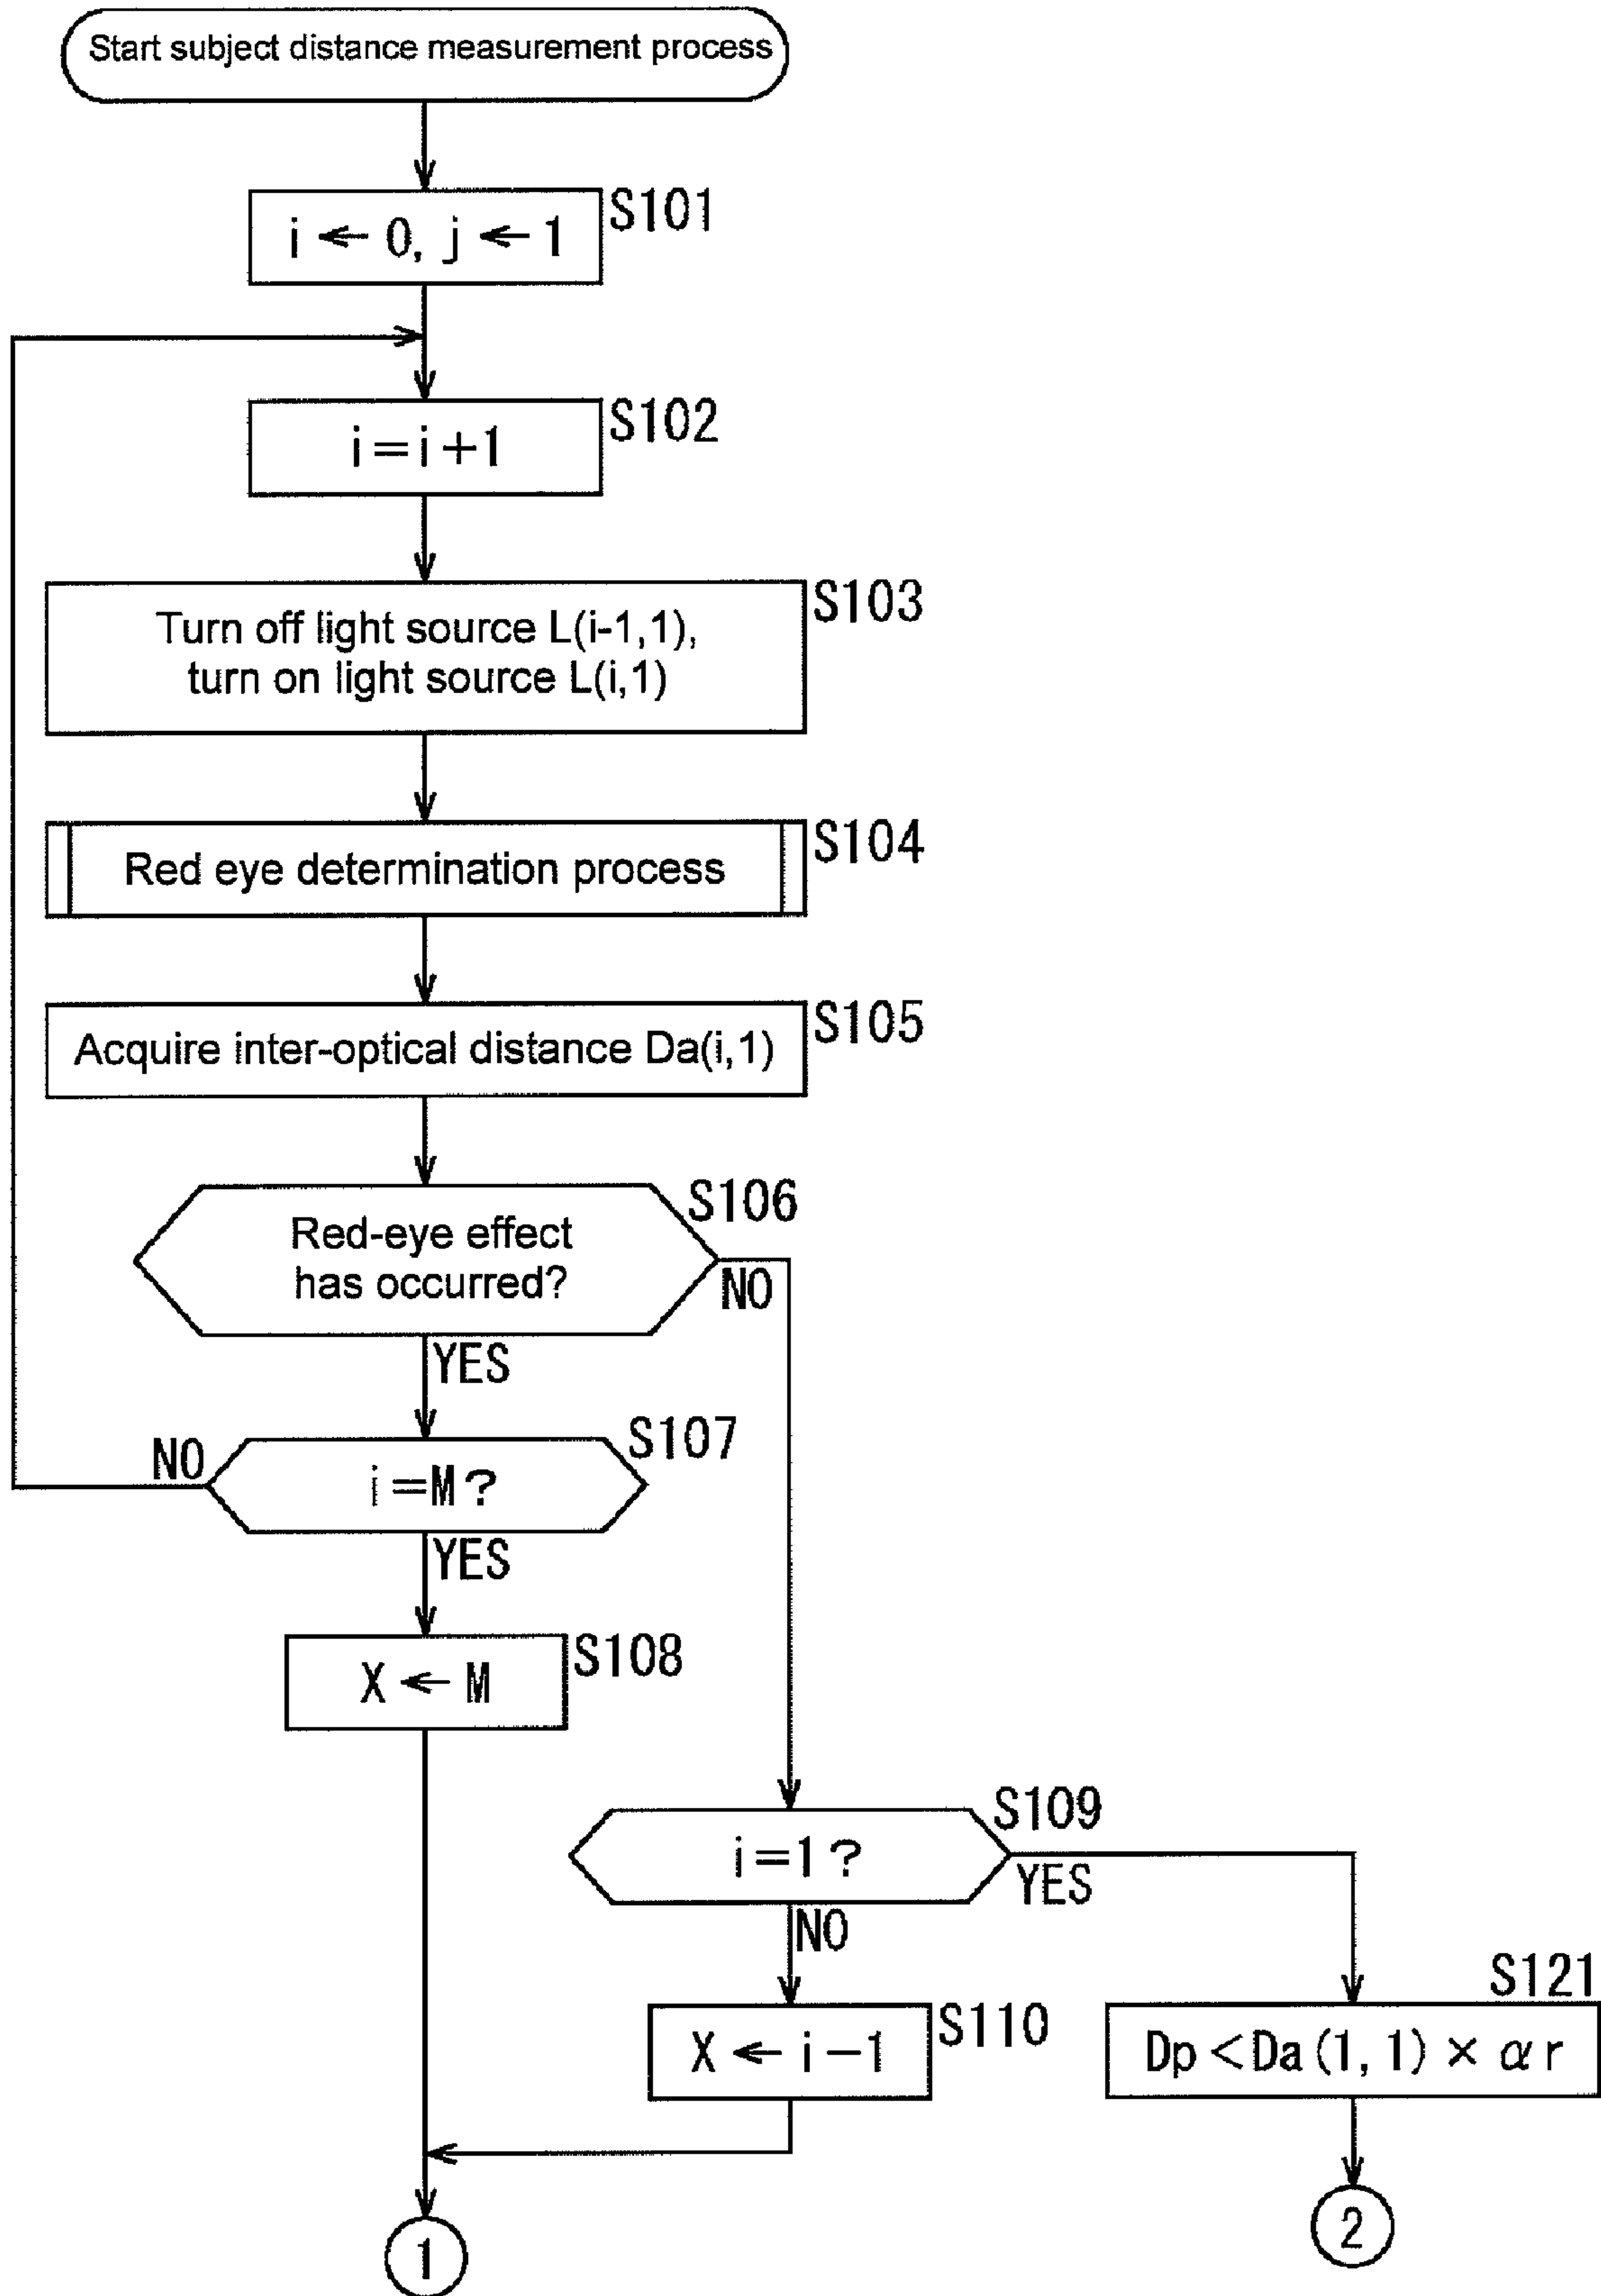 Start subject distance measurement process
S101
i ← 0, j ← 1
S102
i=i+1
S103
Turn off light source L(i-1,1),
turn on light source L(i,1)
S104
Red eye determination process
S105
Acquire inter-optical distance Da(i,1)
S106
Red-eye effect
has occurred?
NO
YES
S107
NO
i=M?
YES
S108
X ← M
S109
i=1?
YES
NO
S110
X ← i-1
S121
Dp<Da(1,1)×αr
1
2